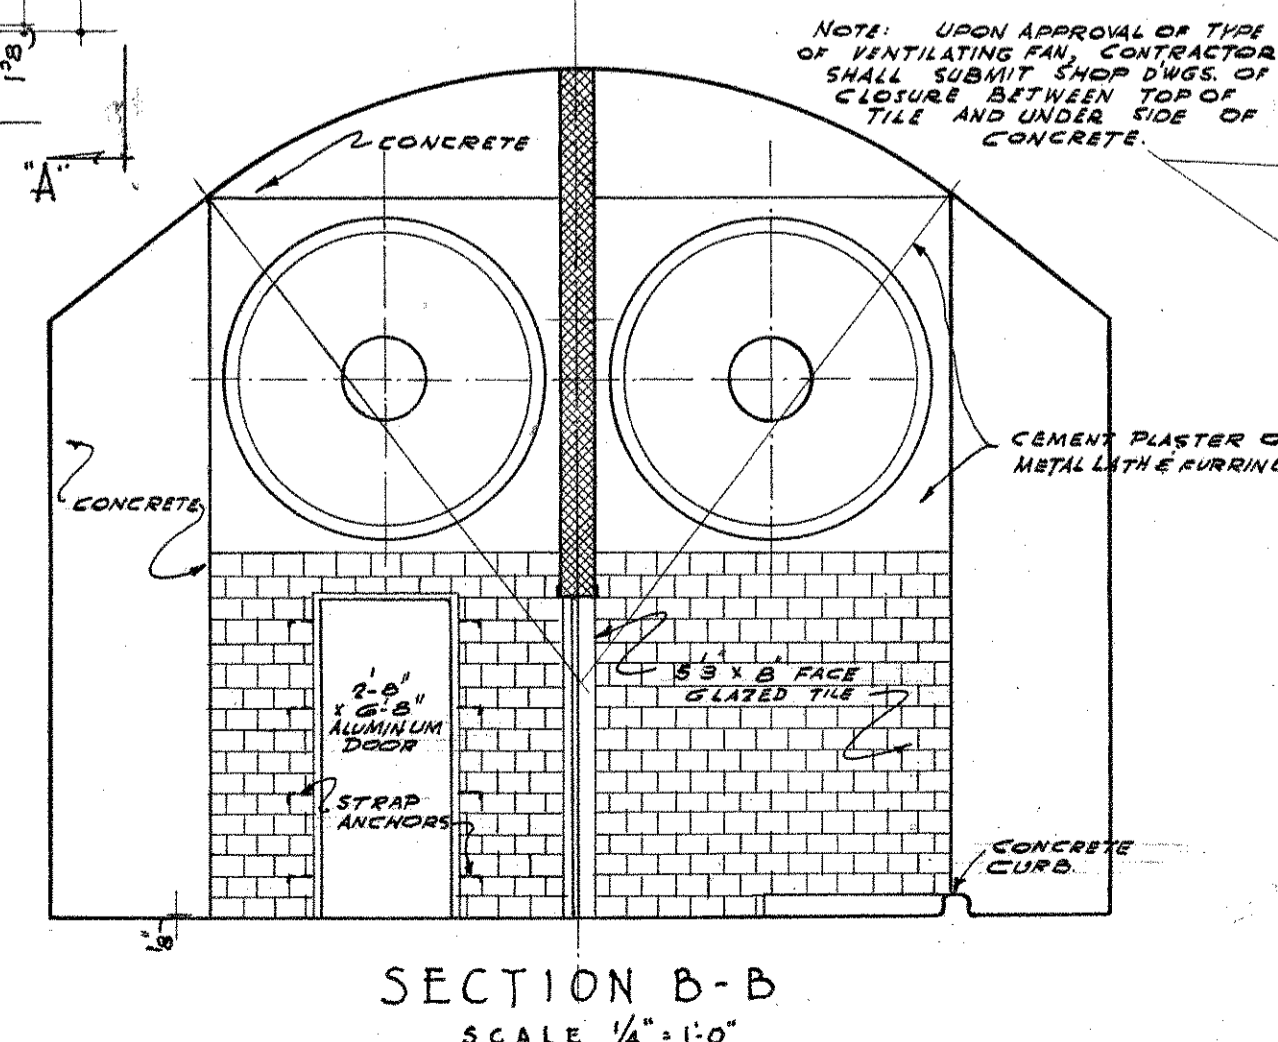 NOTE: UPON APPROVAL OF TYPE
OF VENTILATING FAN, CONTRACTOR
SHALL SUBMIT SHOP D'WGS. OF
CLOSURE BETWEEN TOP OF
TILE AND UNDER SIDE OF
CONCRETE.
"A"
CONCRETE
CEMENT PLASTER O
METAL LATH & FURRING
CONCRETE
5'3" x 8" FACE
GLAZED TILE
2'-8"
x 6'-8"
ALUMINUM
DOOR
STRAP
ANCHORS
CONCRETE
CURB
SECTION B-B
SCALE 1/4" = 1'-0"